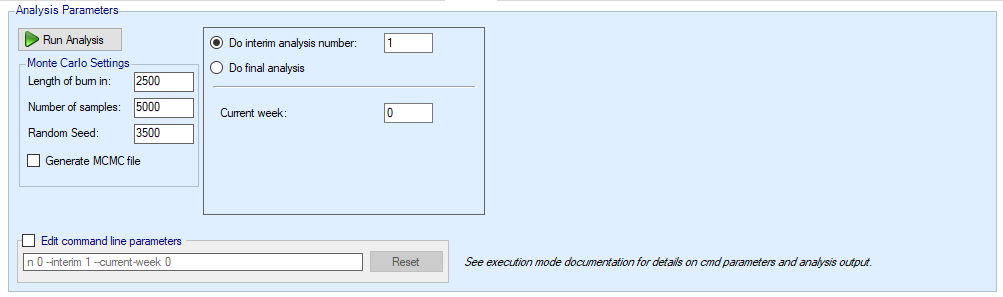 Analysis Parameters
Run Analysis
Monte Carlo Settings
Length of burn in: 2500
Number of samples: 5000
Random Seed: 3500
Generate MCMC file
Do interim analysis number: 1
Do final analysis
Current week: 0
Edit command line parameters
n 0 --interim 1 --current-week 0
Reset
See execution mode documentation for details on cmd parameters and analysis output.